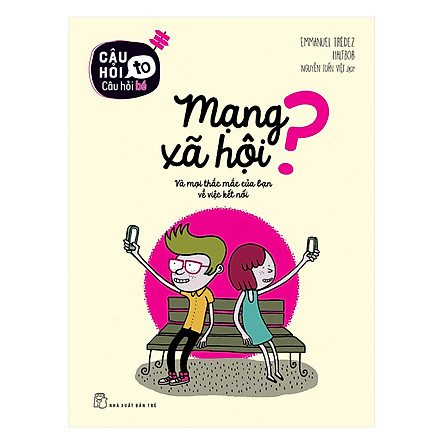 CÂU HỎI to
Câu hỏi bé
EMMANUEL TRÉDEZ
HALFBOB
NGUYỄN TUẤN VIỆT dịch
Mạng
xã hội?
Và mọi thắc mắc của bạn
về việc kết nối
NHÀ XUẤT BẢN TRẺ